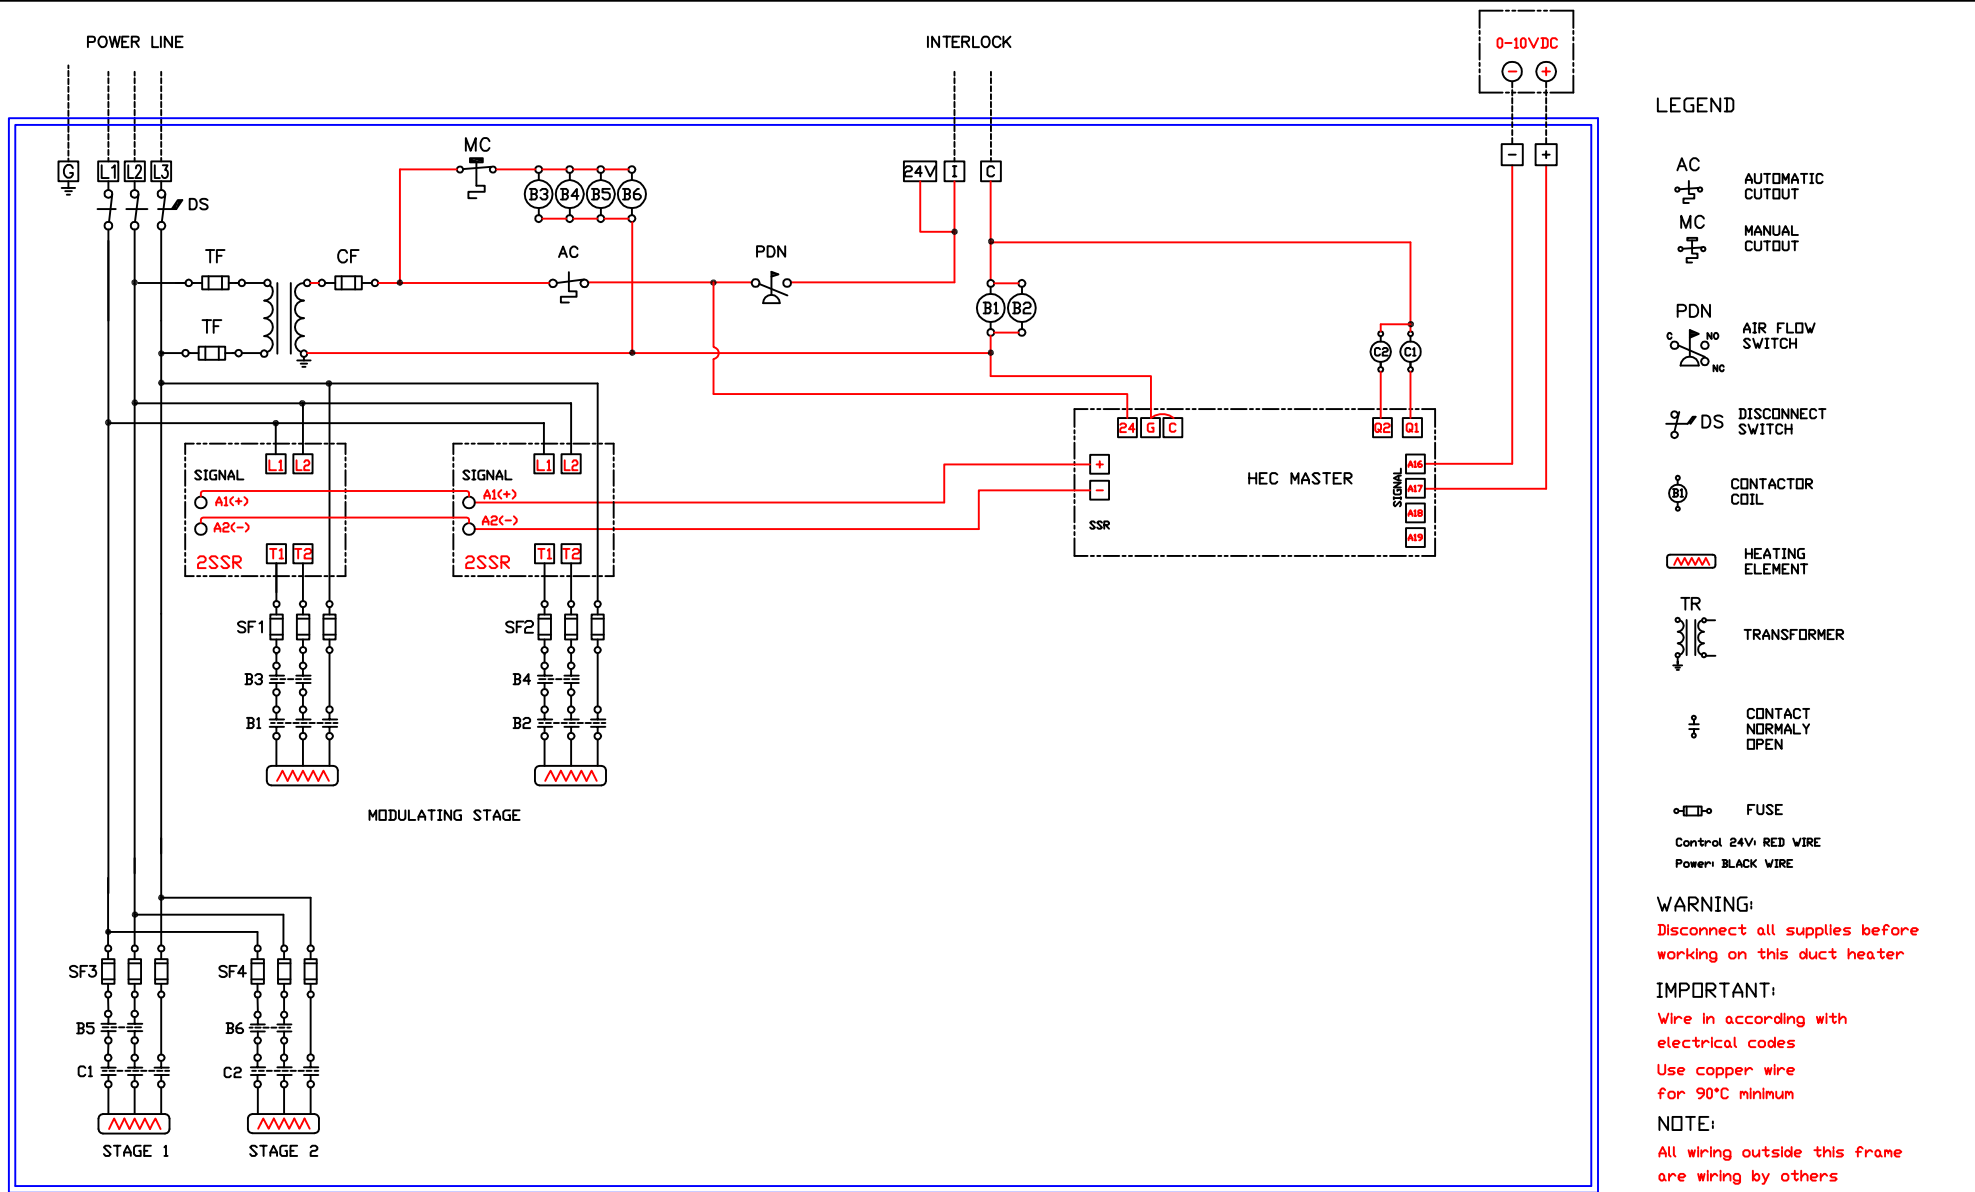 POWER LINE
INTERLOCK
0-10VDC
- +
G L1 L2 L3
DS
MC
B3 B4 B5 B6
24V I C
- +
TF
CF
AC
PDN
TF
B1 B2
C2 C1
24 G C
Q2 Q1
HEC MASTER
+
-
SSR
SIGNAL
A16
A17
A18
A19
L1 L2
SIGNAL
A1(+)
A2(-)
T1 T2
2SSR
L1 L2
SIGNAL
A1(+)
A2(-)
T1 T2
2SSR
SF1
B3
B1
SF2
B4
B2
MODULATING STAGE
SF3
B5
C1
STAGE 1
SF4
B6
C2
STAGE 2
LEGEND
AC
AUTOMATIC
CUTOUT
MC
MANUAL
CUTOUT
PDN
C NO
NC
AIR FLOW
SWITCH
DS
DISCONNECT
SWITCH
B1
CONTACTOR
COIL
HEATING
ELEMENT
TR
TRANSFORMER
CONTACT
NORMALY
OPEN
FUSE
Control 24V: RED WIRE
Power: BLACK WIRE
WARNING:
Disconnect all supplies before
working on this duct heater
IMPORTANT:
Wire in according with
electrical codes
Use copper wire
for 90°C minimum
NOTE:
All wiring outside this frame
are wiring by others